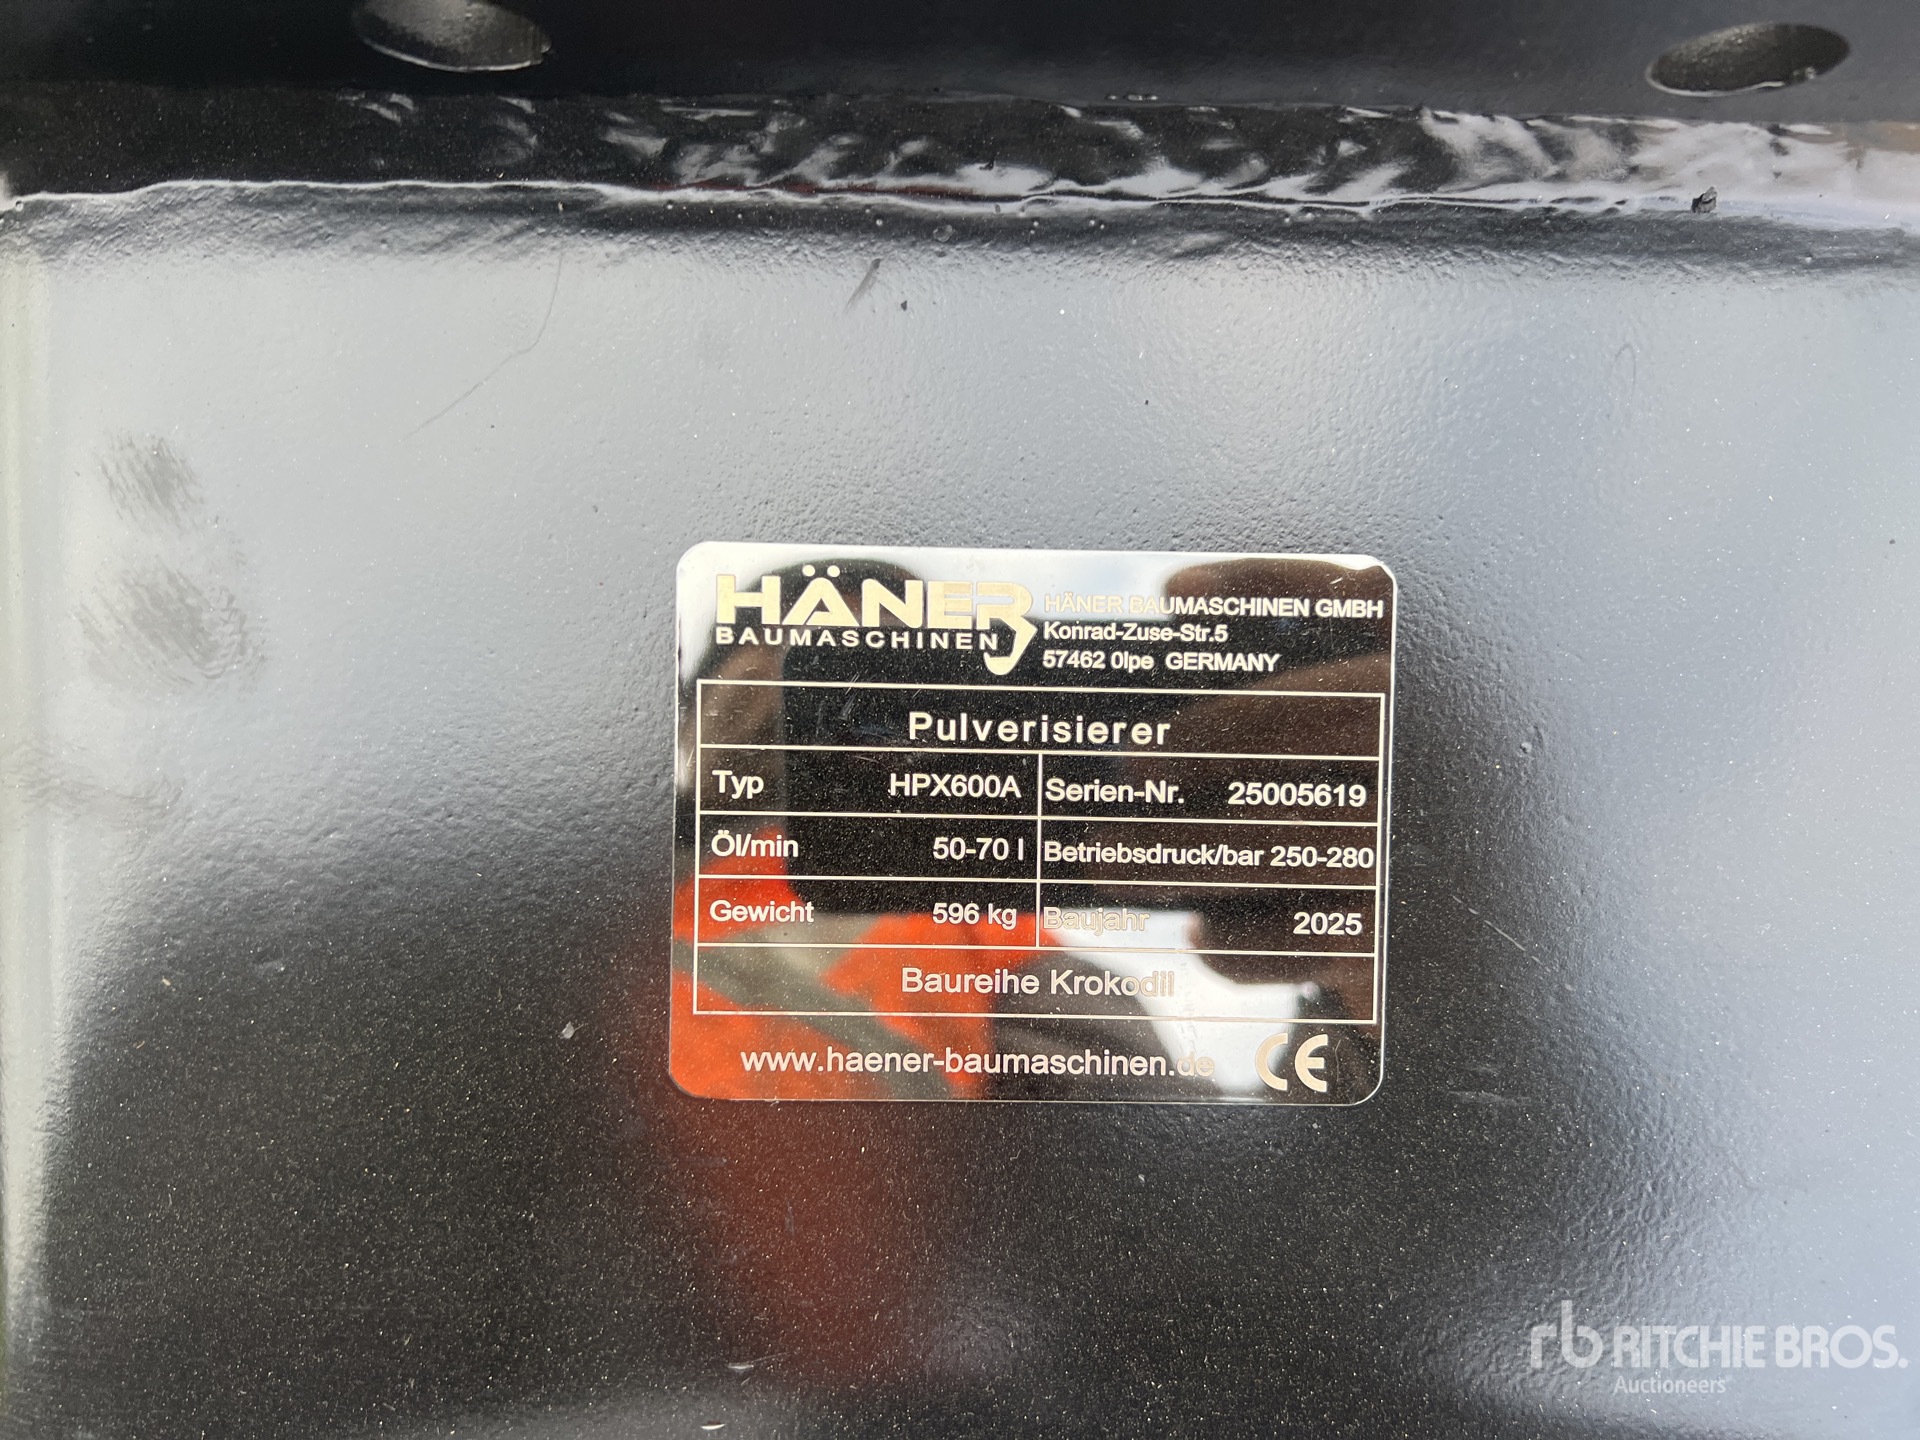 HÄNER
BAUMASCHINEN
HÄNER BAUMASCHINEN GMBH
Konrad-Zuse-Str.5
57462 0lpe GERMANY
Pulverisierer
Typ HPX600A Serien-Nr. 25005619
Öl/min 50-70 l Betriebsdruck/bar 250-280
Gewicht 596 kg Baujahr 2025
Baureihe Krokodil
www.haener-baumaschinen.de CE
rb RITCHIE BROS.
Auctioneers